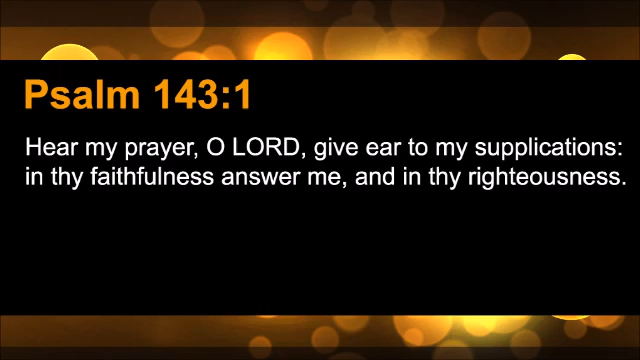 Psalm 143:1
Hear my prayer, O LORD, give ear to my supplications:
in thy faithfulness answer me, and in thy righteousness.